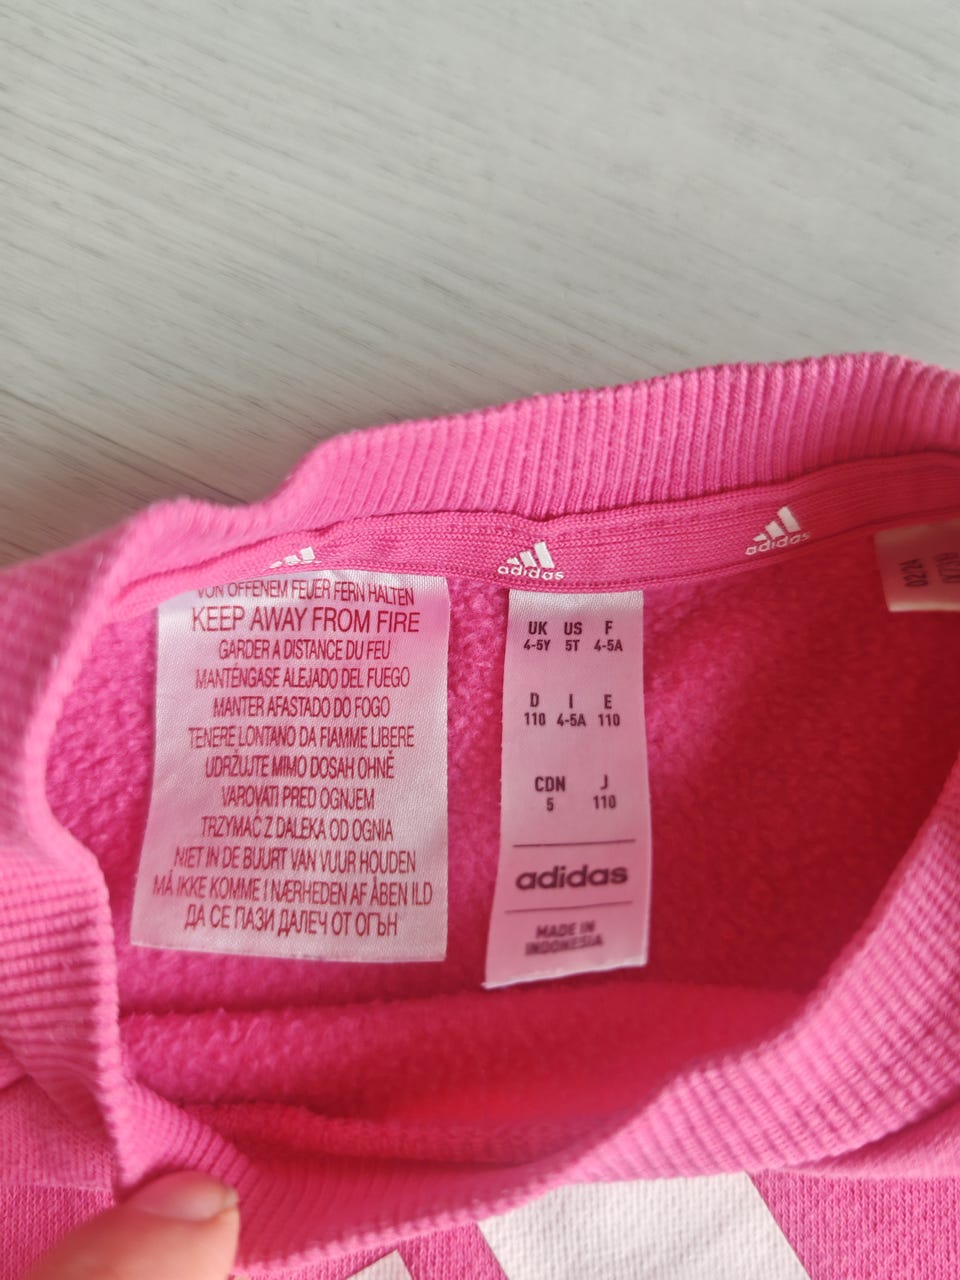 adidas
adidas
VON OFFENEM FEUER FERN HALTEN
KEEP AWAY FROM FIRE
GARDER A DISTANCE DU FEU
MANTÉNGASE ALEJADO DEL FUEGO
MANTER AFASTADO DO FOGO
TENERE LONTANO DA FIAMME LIBERE
UDRŽUJTE MIMO DOSAH OHNĚ
VAROVATI PRED OGNJEM
TRZYMAĆ Z DALEKA OD OGNIA
NIET IN DE BUURT VAN VUUR HOUDEN
MÅ IKKE KOMME I NÆRHEDEN AF ÅBEN ILD
ДА СЕ ПАЗИ ДАЛЕЧ ОТ ОГЪН
UK US F
4-5Y 5T 4-5A
D I E
110 4-5A 110
CDN J
5 110
adidas
MADE IN
INDONESIA